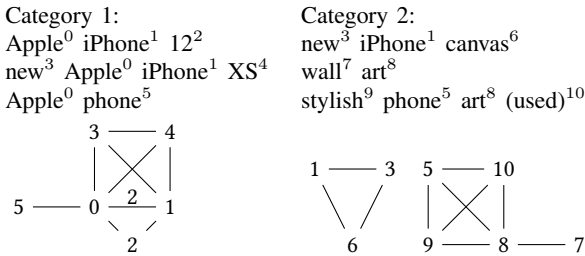 Category 1:
Apple⁰ iPhone¹ 12²
new³ Apple⁰ iPhone¹ XS⁴
Apple⁰ phone⁵
3 4
5 0 2 1
2
Category 2:
new³ iPhone¹ canvas⁶
wall⁷ art⁸
stylish⁹ phone⁵ art⁸ (used)¹⁰
1 3 5 10
6 9 8 7